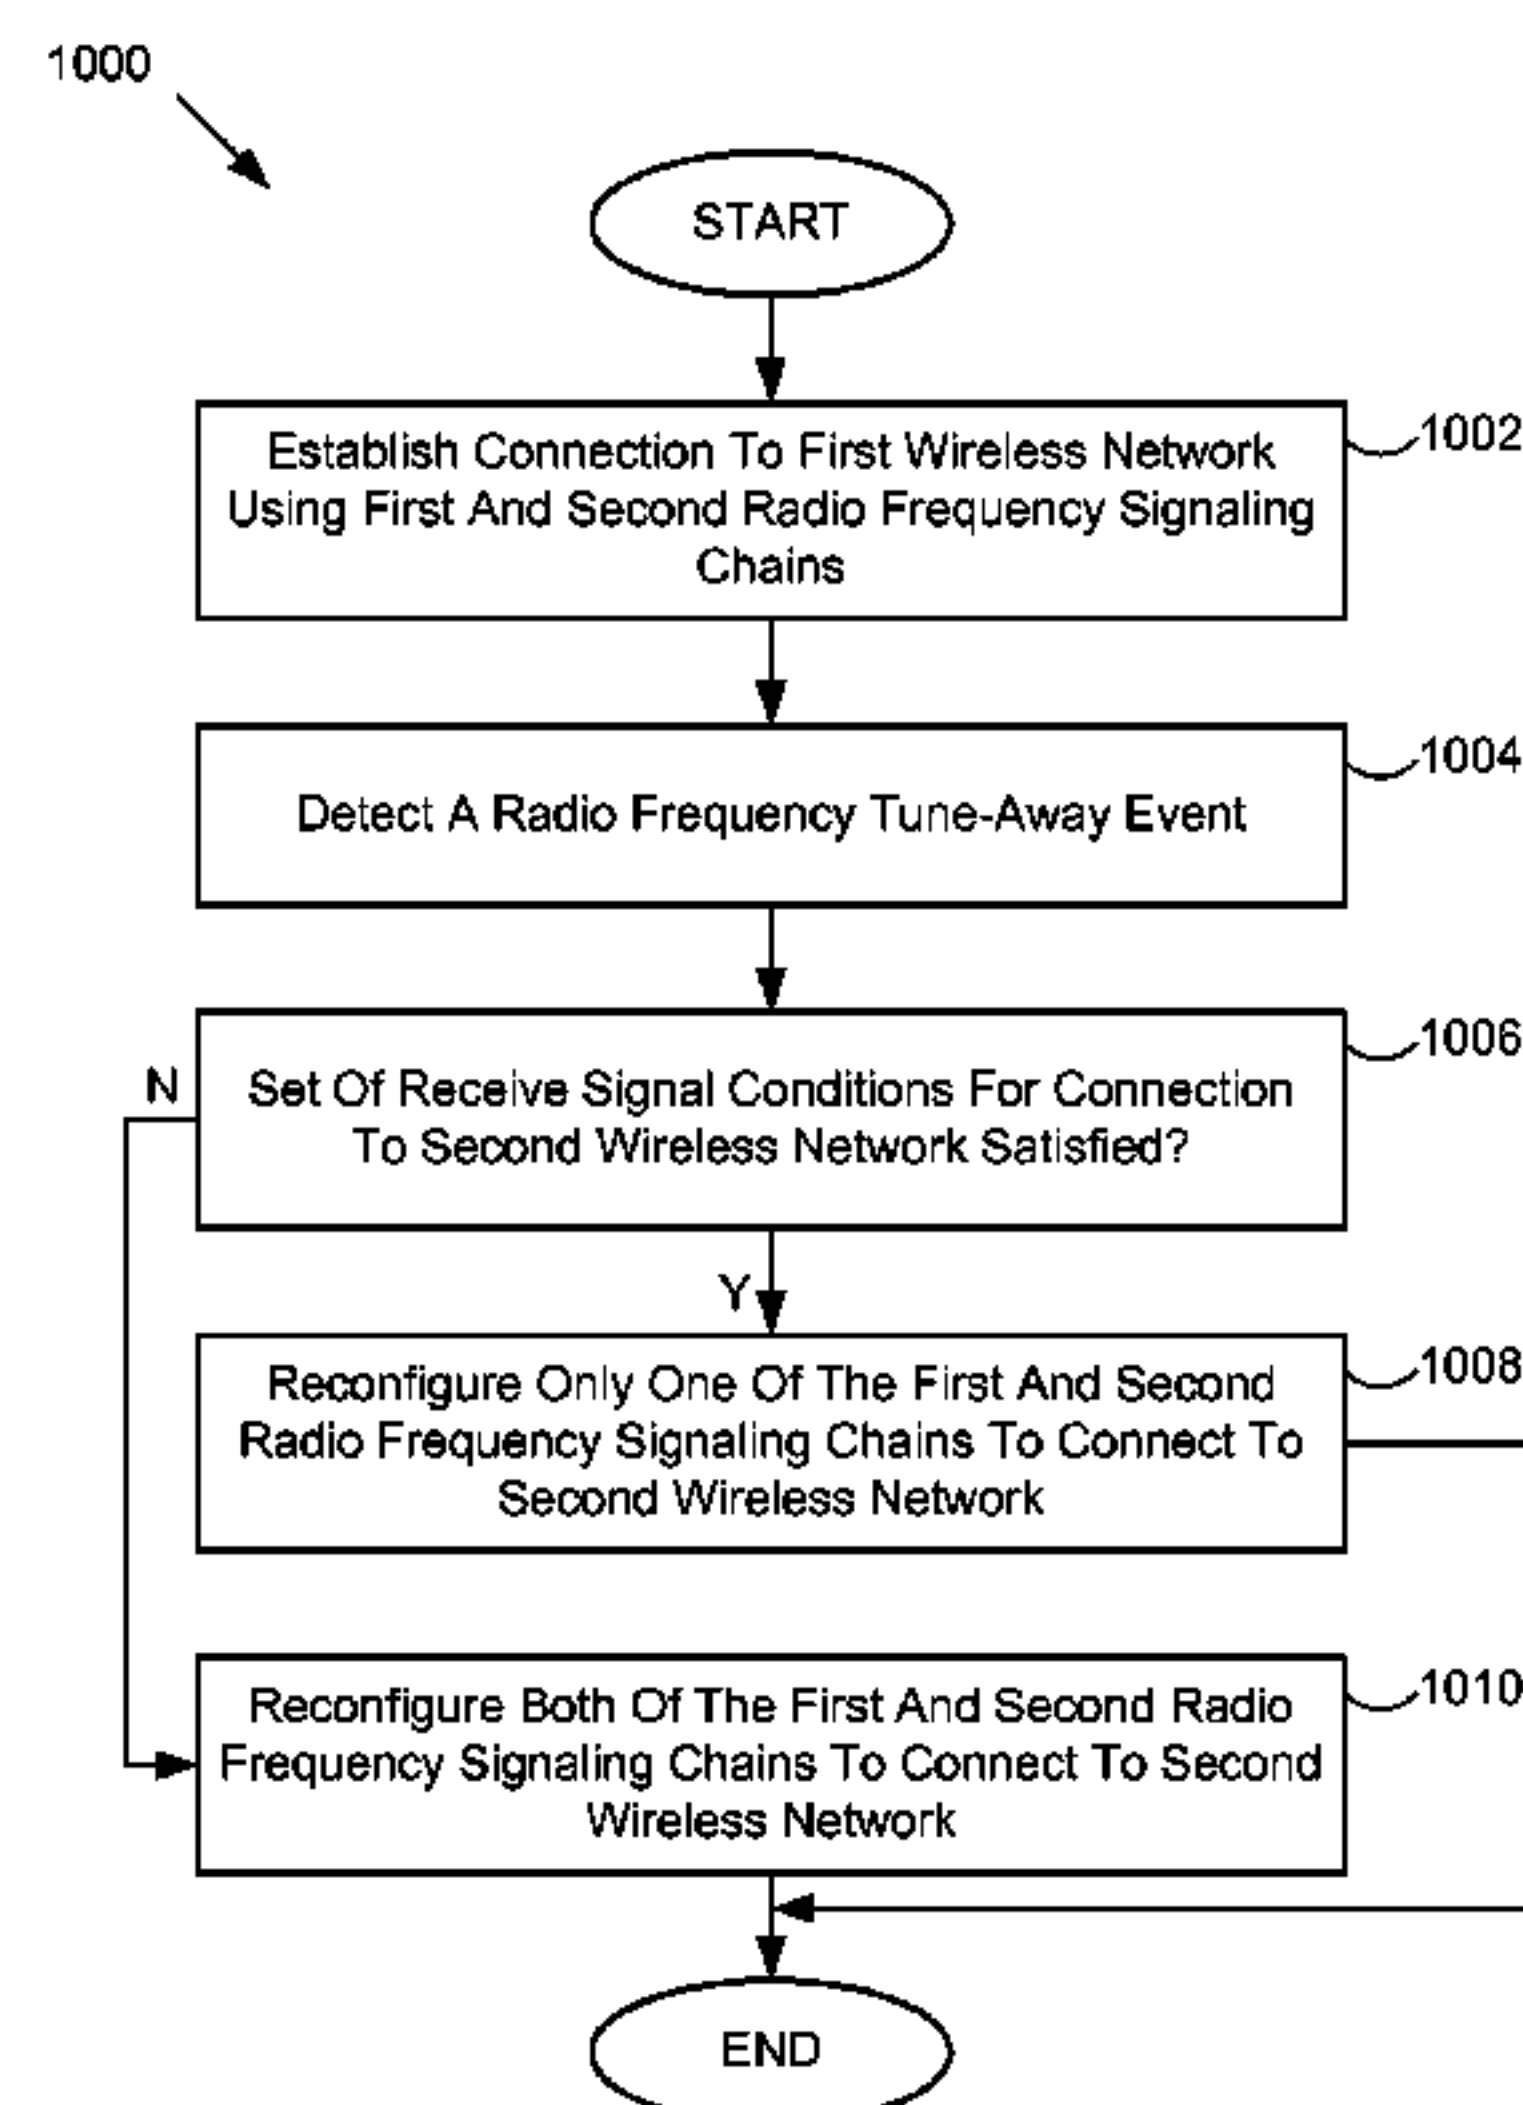 1000
START
Establish Connection To First Wireless Network
Using First And Second Radio Frequency Signaling
Chains
1002
Detect A Radio Frequency Tune-Away Event
1004
Set Of Receive Signal Conditions For Connection
To Second Wireless Network Satisfied?
1006
N
Y
Reconfigure Only One Of The First And Second
Radio Frequency Signaling Chains To Connect To
Second Wireless Network
1008
Reconfigure Both Of The First And Second Radio
Frequency Signaling Chains To Connect To Second
Wireless Network
1010
END